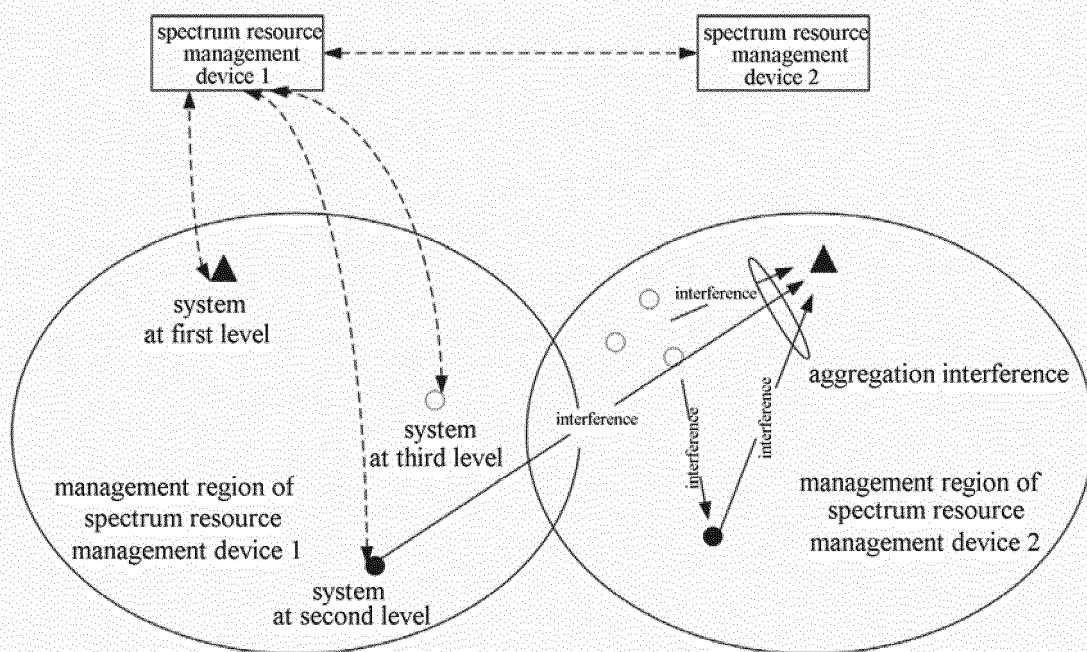 spectrum resource
management
device 1
spectrum resource
management
device 2
system
at first level
interference
aggregation interference
interference
system
at third level
interference
interference
management region of
spectrum resource
management device 1
management region of
spectrum resource
management device 2
system
at second level